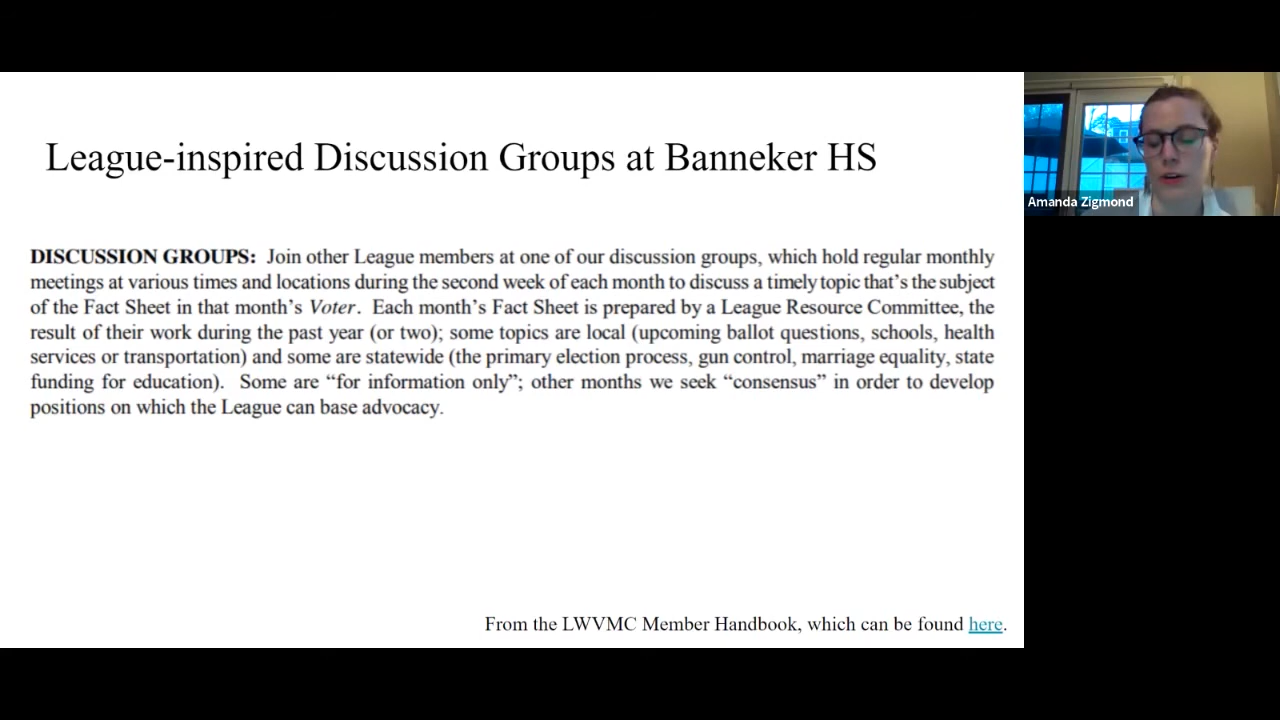 League-inspired Discussion Groups at Banneker HS
Amanda Zigmond
DISCUSSION GROUPS: Join other League members at one of our discussion groups, which hold regular monthly
meetings at various times and locations during the second week of each month to discuss a timely topic that's the subject
of the Fact Sheet in that month's Voter. Each month's Fact Sheet is prepared by a League Resource Committee, the
result of their work during the past year (or two); some topics are local (upcoming ballot questions, schools, health
services or transportation) and some are statewide (the primary election process, gun control, marriage equality, state
funding for education). Some are “for information only”; other months we seek “consensus” in order to develop
positions on which the League can base advocacy.
From the LWVMC Member Handbook, which can be found here.